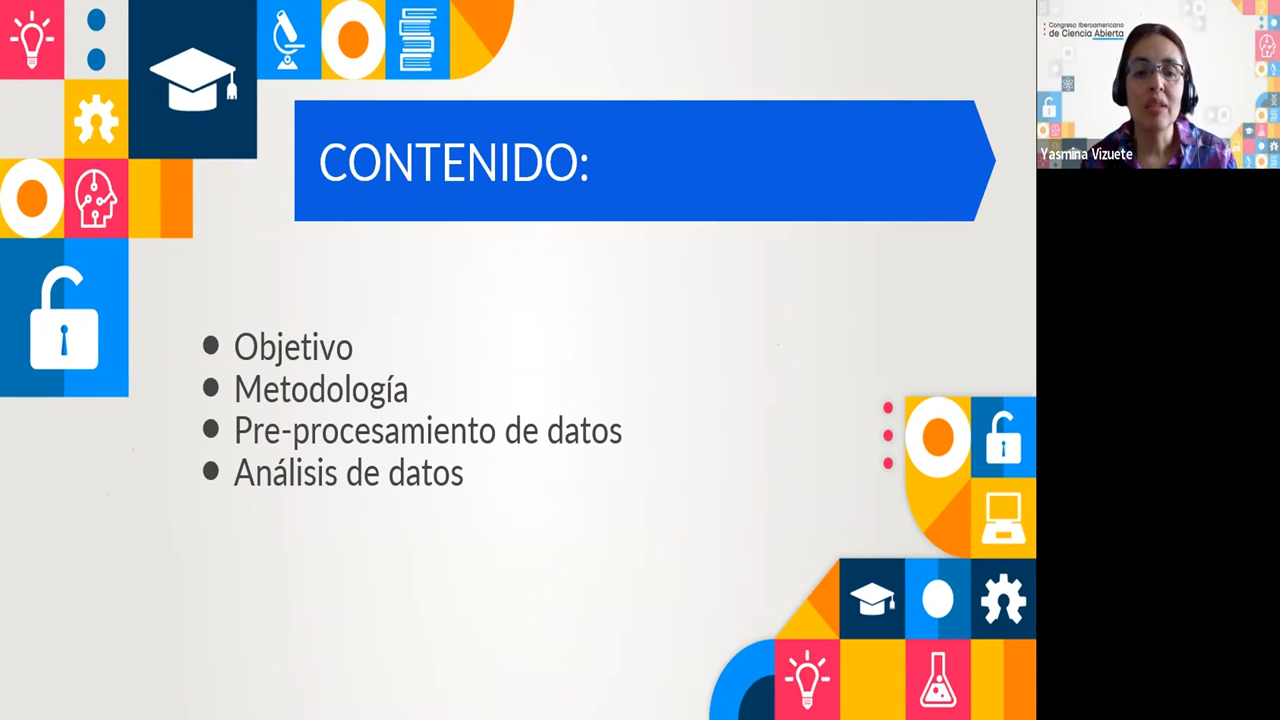 CONTENIDO:
Objetivo
Metodología
Pre-procesamiento de datos
Análisis de datos
Congreso Iberoamericano
de Ciencia Abierta
Yasmina Vizuete